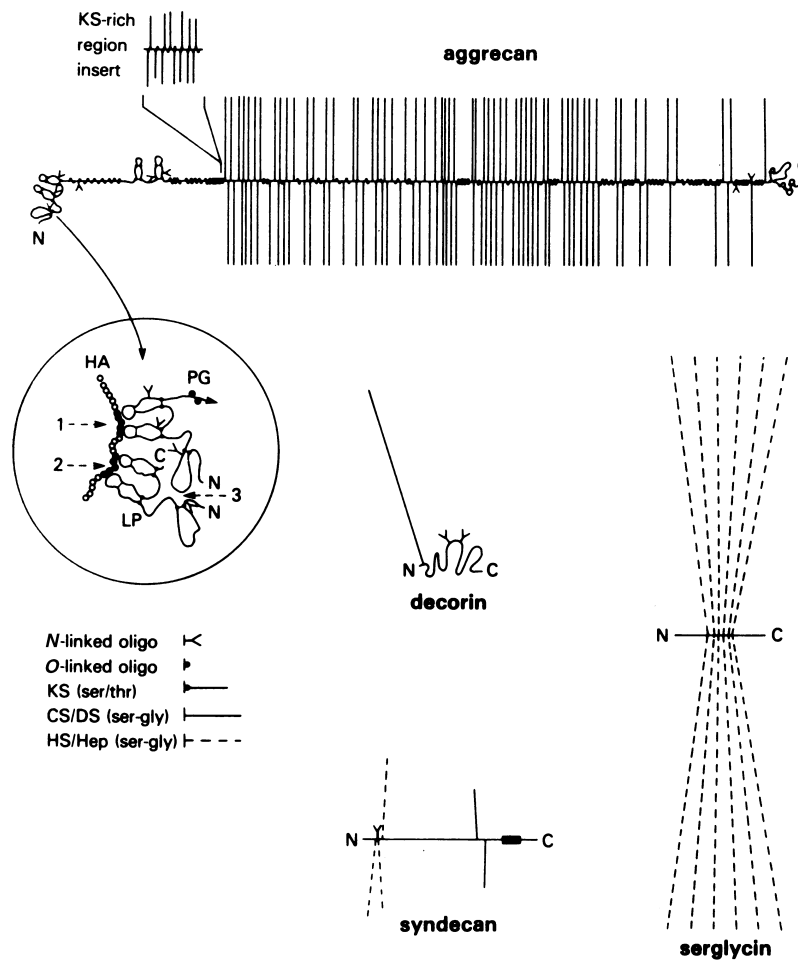 KS-rich
region
insert
aggrecan
N
HA
PG
1
2
C
N
3
N
LP
N C
decorin
N C
serglycin
N-linked oligo
O-linked oligo
KS (ser/thr)
CS/DS (ser-gly)
HS/Hep (ser-gly)
N C
syndecan